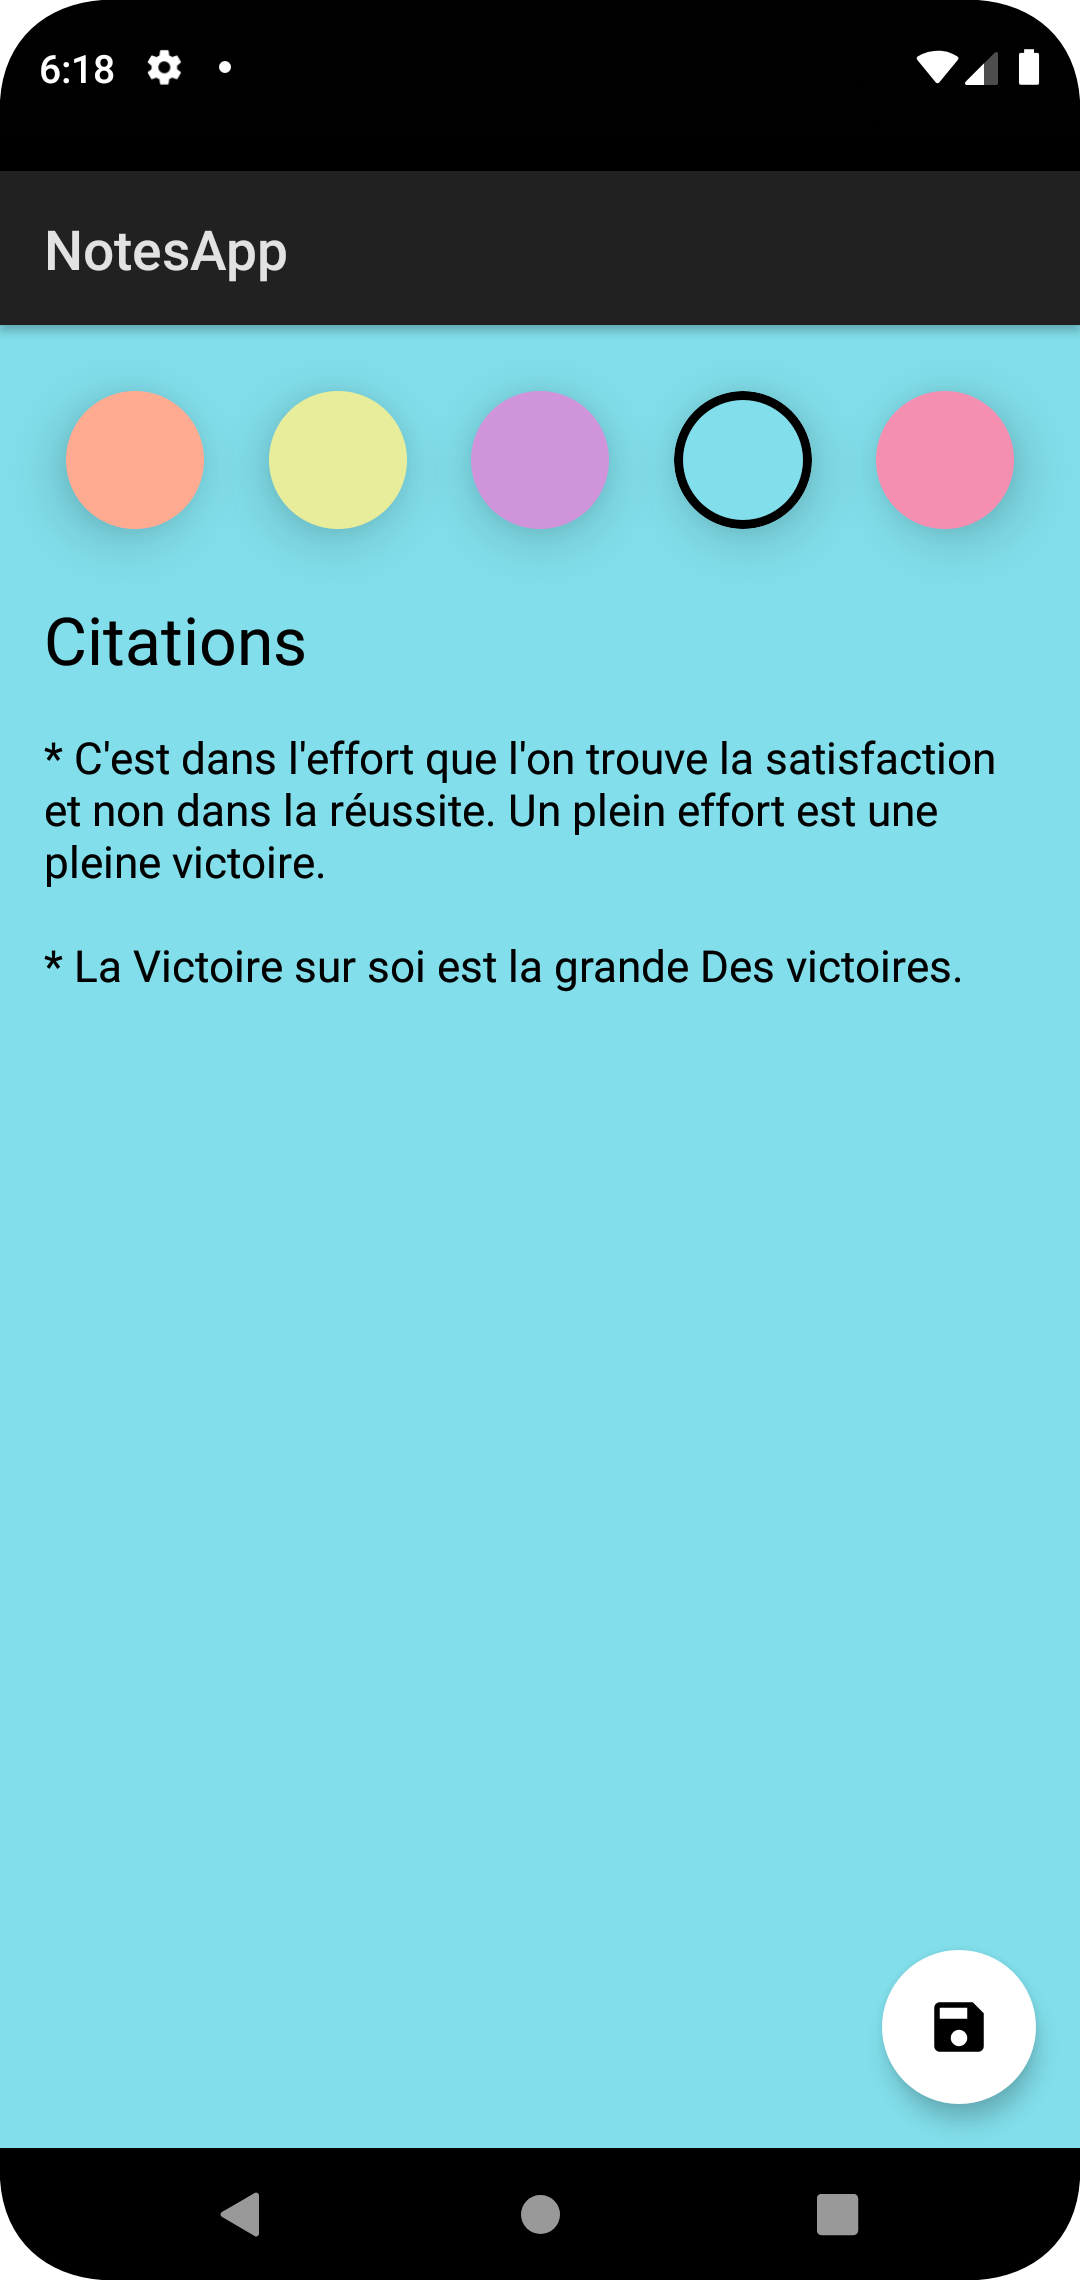 6:18
NotesApp
Citations
* C'est dans l'effort que l'on trouve la satisfaction
et non dans la réussite. Un plein effort est une
pleine victoire.
* La Victoire sur soi est la grande Des victoires.